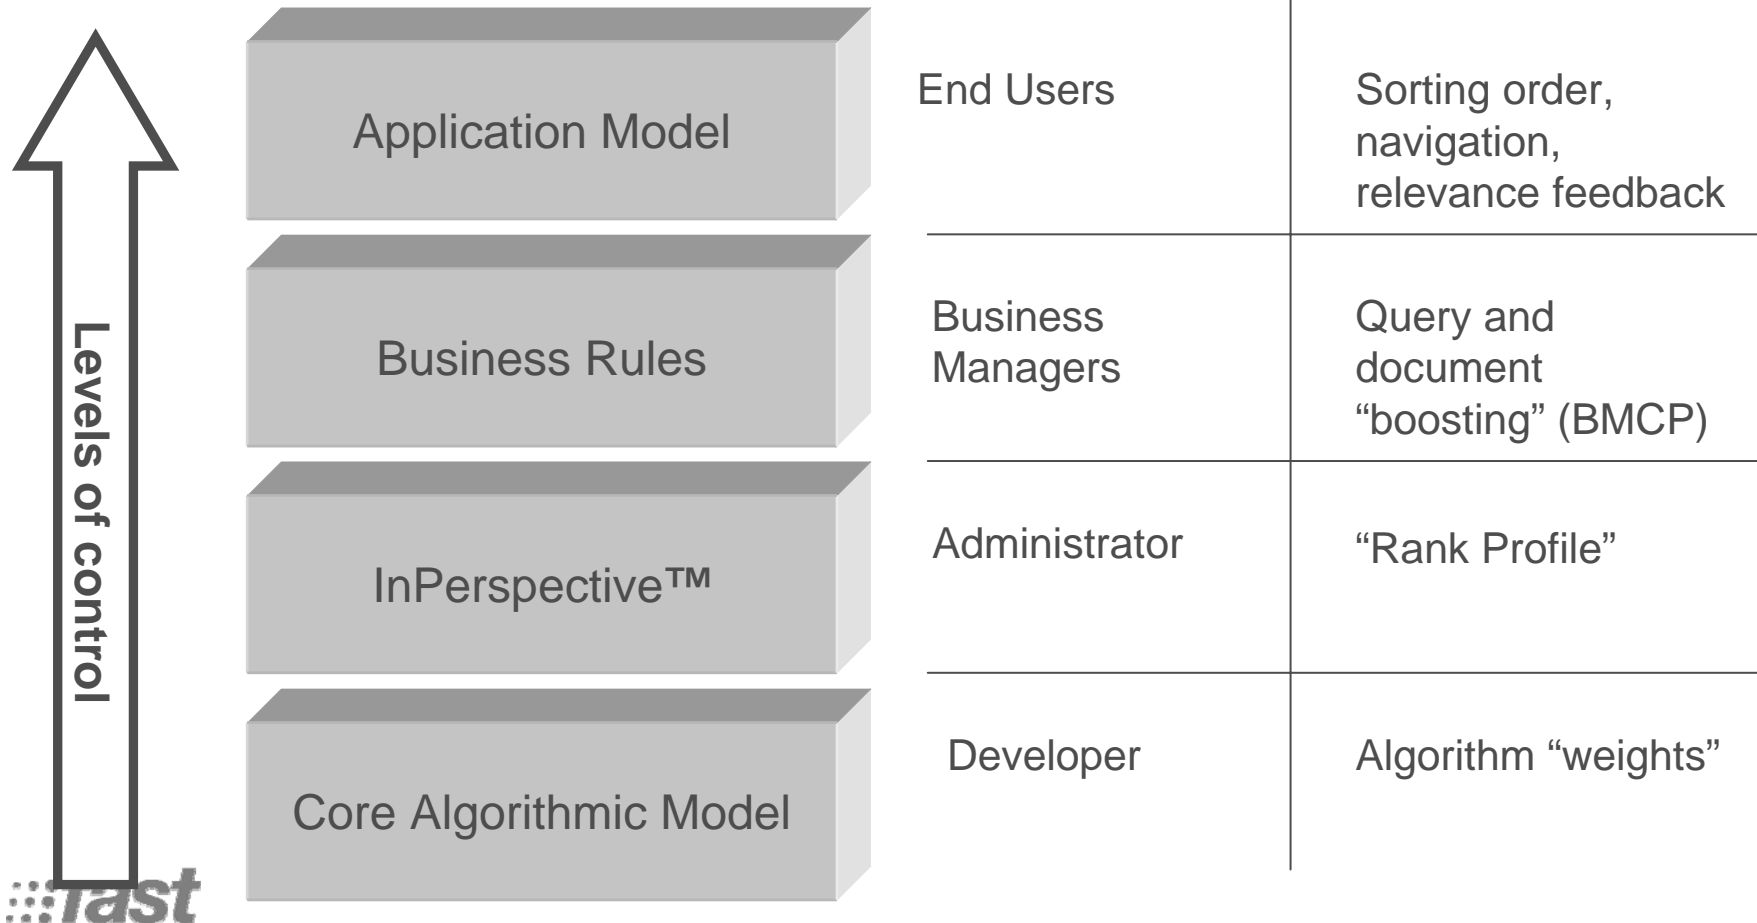 Levels of control
Application Model
End Users
Sorting order,
navigation,
relevance feedback
Business Rules
Business
Managers
Query and
document
“boosting” (BMCP)
InPerspective™
Administrator
“Rank Profile”
Core Algorithmic Model
Developer
Algorithm “weights”
fast